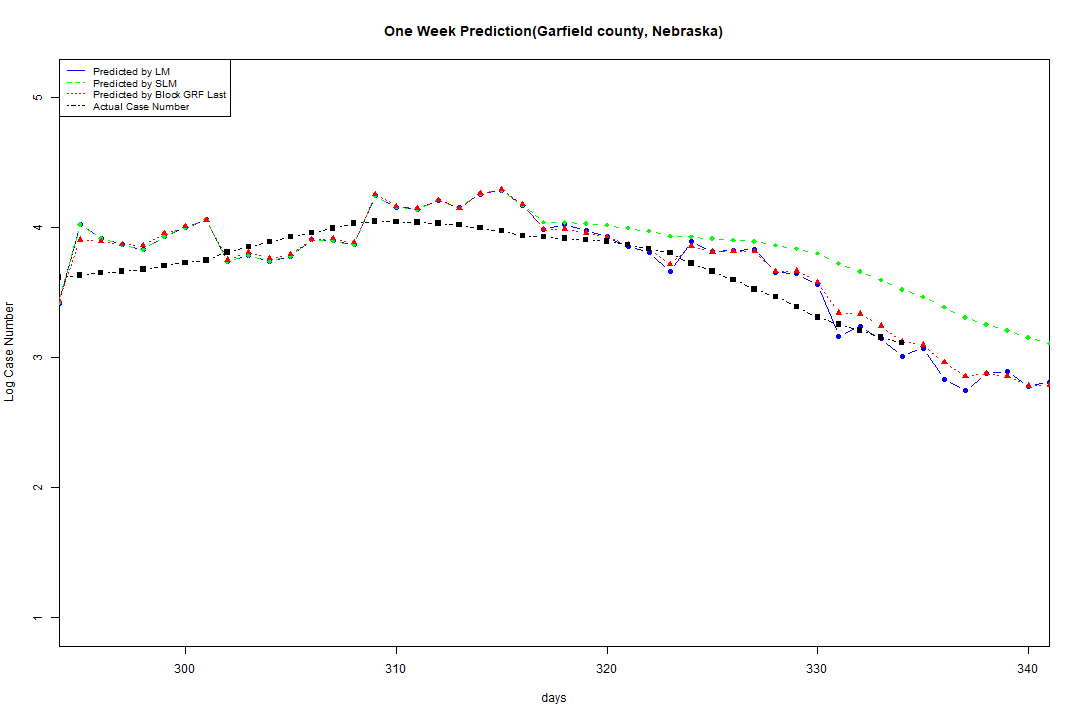 One Week Prediction(Garfield county, Nebraska)
Predicted by LM
Predicted by SLM
Predicted by Block GRF Last
Actual Case Number
5
4
3
2
1
Log Case Number
300 310 320 330 340
days